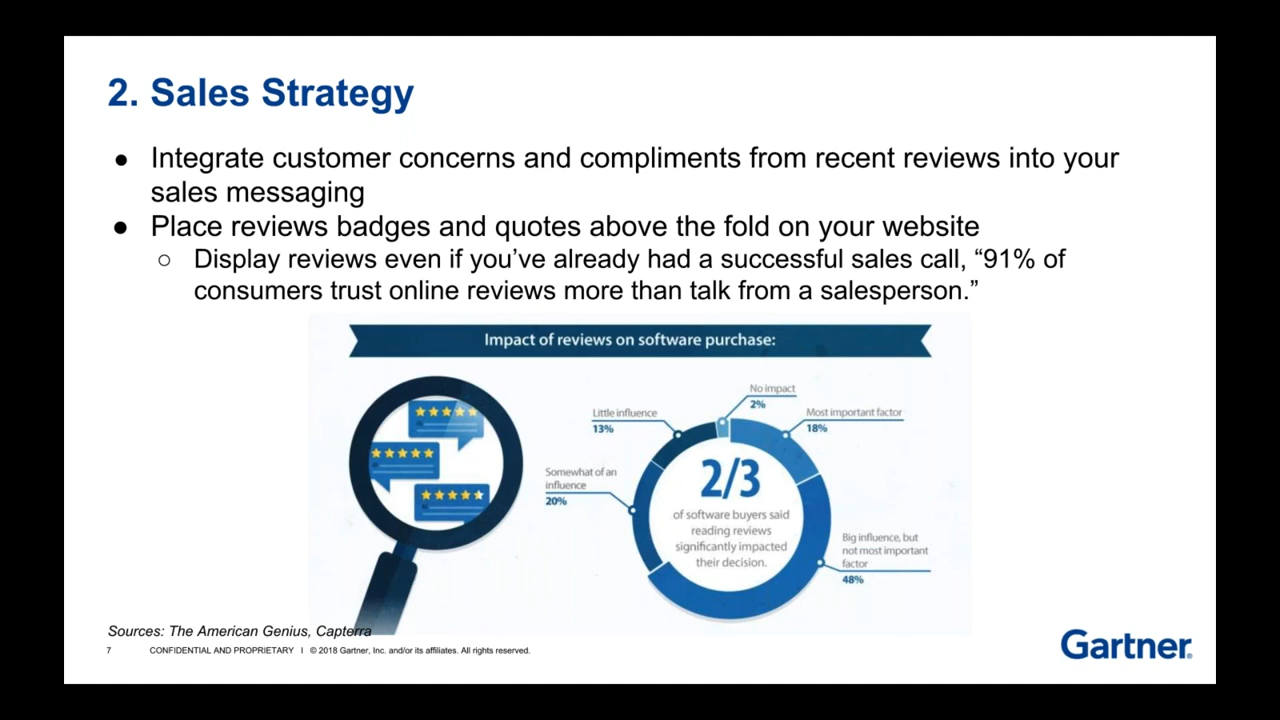 2. Sales Strategy
● Integrate customer concerns and compliments from recent reviews into your
sales messaging
● Place reviews badges and quotes above the fold on your website
○ Display reviews even if you’ve already had a successful sales call, “91% of
consumers trust online reviews more than talk from a salesperson.”
Impact of reviews on software purchase:
No impact
2%
Little influence
13%
Most important factor
18%
Somewhat of an
influence
20%
2/3
of software buyers said
reading reviews
significantly impacted
their decision.
Big influence, but
not most important
factor
48%
Sources: The American Genius, Capterra
7 CONFIDENTIAL AND PROPRIETARY I © 2018 Gartner, Inc. and/or its affiliates. All rights reserved.
Gartner®